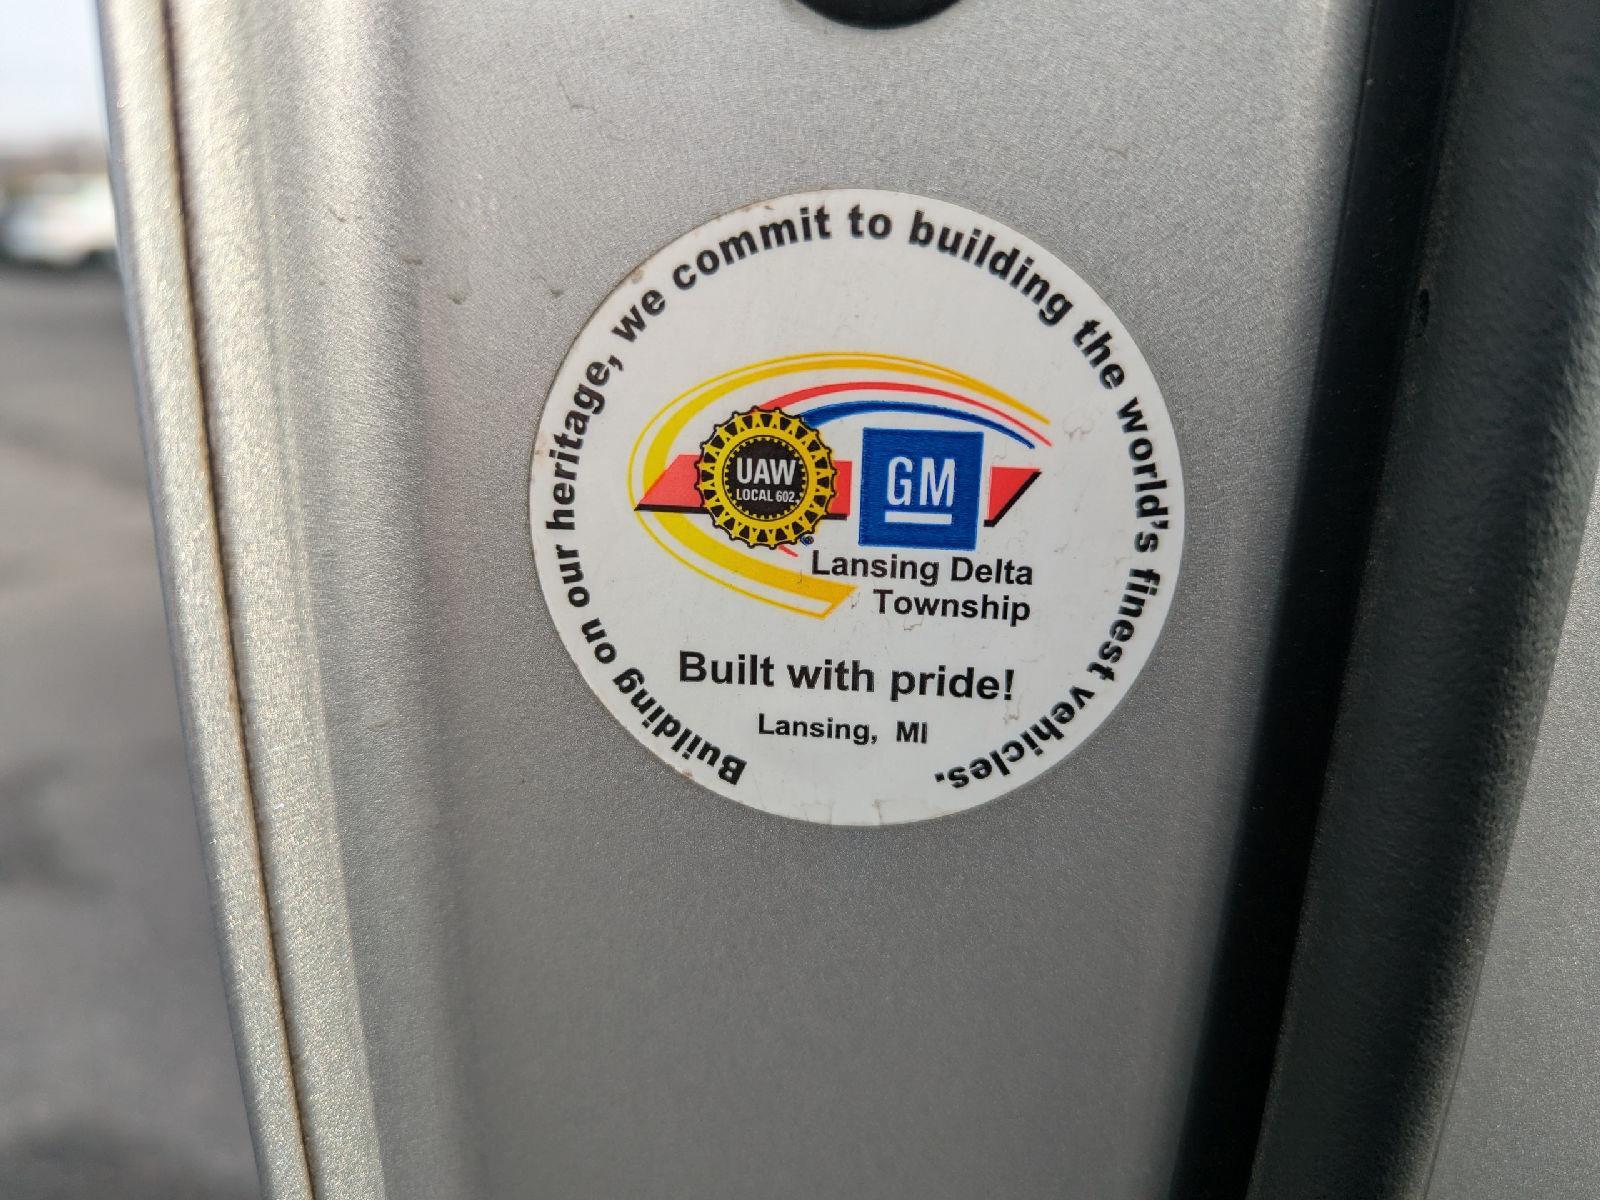 Building on our heritage, we commit to building the world's finest vehicles.
UAW
LOCAL 602
GM
Lansing Delta
Township
Built with pride!
Lansing, MI